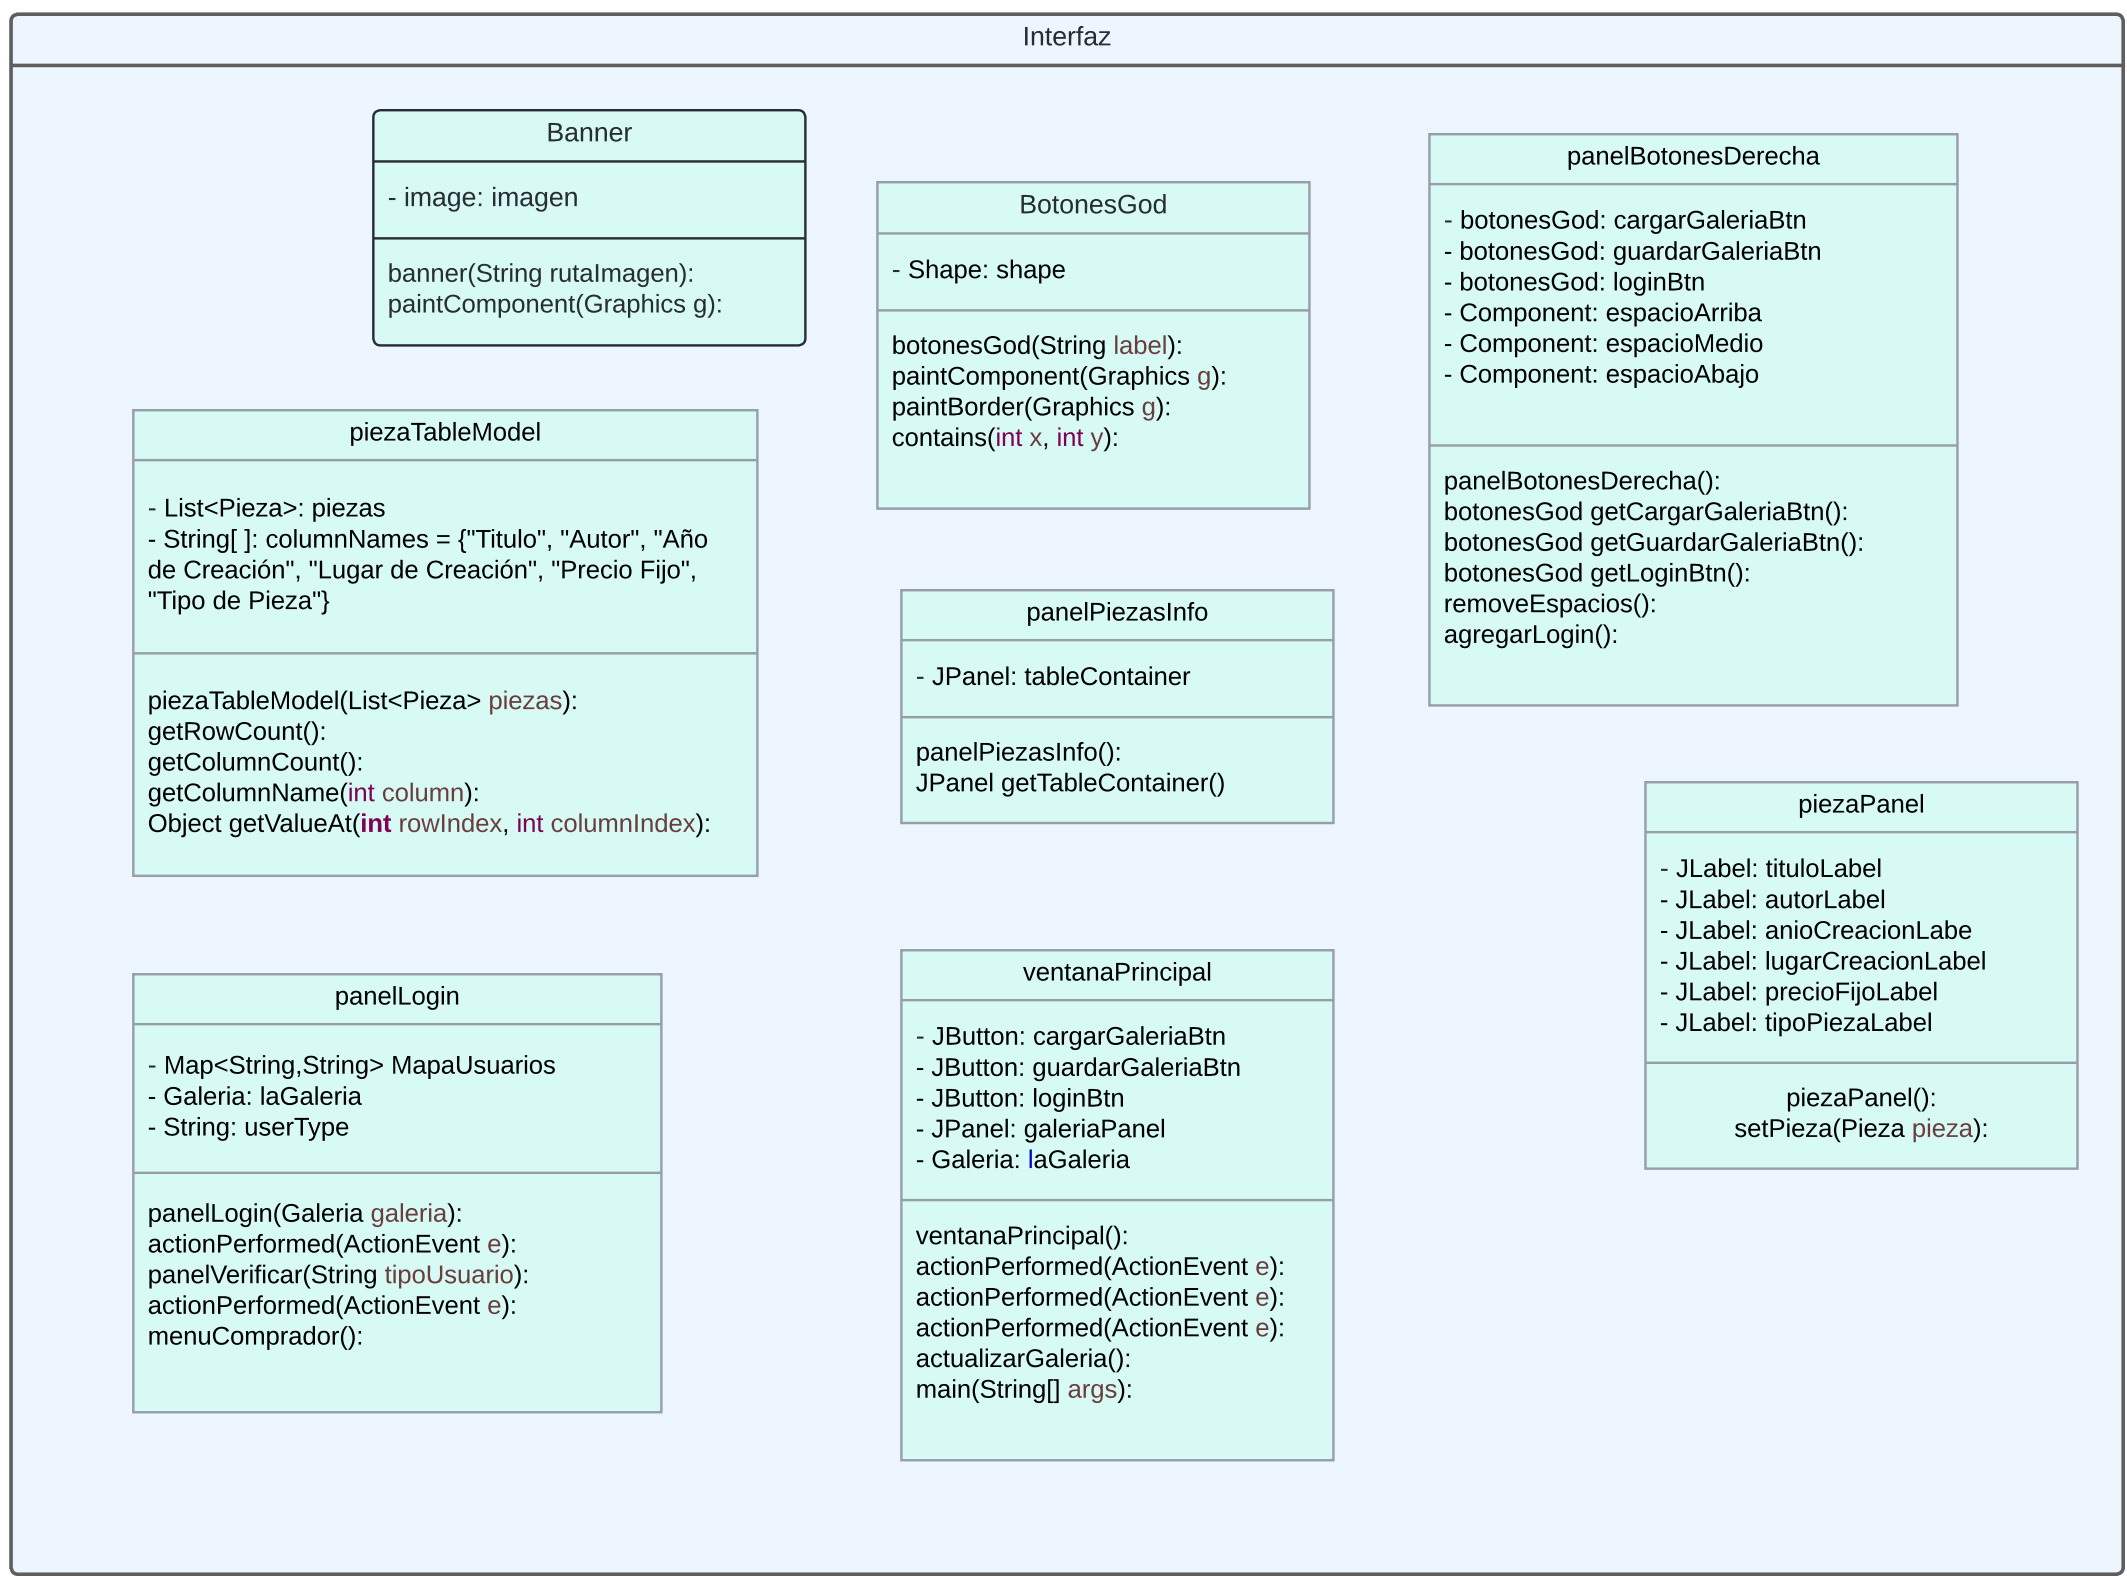 Interfaz
Banner
- image: imagen
banner(String rutaImagen):
paintComponent(Graphics g):
BotonesGod
- Shape: shape
botonesGod(String label):
paintComponent(Graphics g):
paintBorder(Graphics g):
contains(int x, int y):
panelBotonesDerecha
- botonesGod: cargarGaleriaBtn
- botonesGod: guardarGaleriaBtn
- botonesGod: loginBtn
- Component: espacioArriba
- Component: espacioMedio
- Component: espacioAbajo
panelBotonesDerecha():
botonesGod getCargarGaleriaBtn():
botonesGod getGuardarGaleriaBtn():
botonesGod getLoginBtn():
removeEspacios():
agregarLogin():
piezaTableModel
- List<Pieza>: piezas
- String[ ]: columnNames = {"Titulo", "Autor", "Año
de Creación", "Lugar de Creación", "Precio Fijo",
"Tipo de Pieza"}
piezaTableModel(List<Pieza> piezas):
getRowCount():
getColumnCount():
getColumnName(int column):
Object getValueAt(int rowIndex, int columnIndex):
panelPiezasInfo
- JPanel: tableContainer
panelPiezasInfo():
JPanel getTableContainer()
piezaPanel
- JLabel: tituloLabel
- JLabel: autorLabel
- JLabel: anioCreacionLabe
- JLabel: lugarCreacionLabel
- JLabel: precioFijoLabel
- JLabel: tipoPiezaLabel
piezaPanel():
setPieza(Pieza pieza):
panelLogin
- Map<String,String> MapaUsuarios
- Galeria: laGaleria
- String: userType
panelLogin(Galeria galeria):
actionPerformed(ActionEvent e):
panelVerificar(String tipoUsuario):
actionPerformed(ActionEvent e):
menuComprador():
ventanaPrincipal
- JButton: cargarGaleriaBtn
- JButton: guardarGaleriaBtn
- JButton: loginBtn
- JPanel: galeriaPanel
- Galeria: laGaleria
ventanaPrincipal():
actionPerformed(ActionEvent e):
actionPerformed(ActionEvent e):
actionPerformed(ActionEvent e):
actualizarGaleria():
main(String[] args):